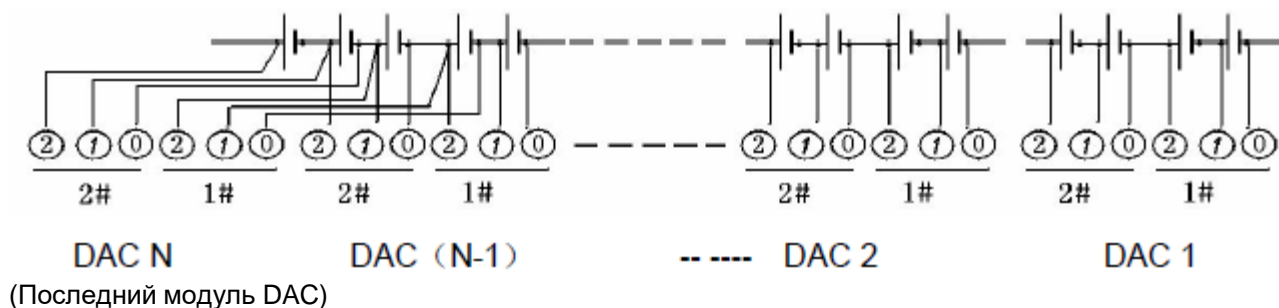 2 1 0 2 1 0 2 1 0 2 1 0 2 1 0 2 1 0 2 1 0 2 1 0
2# 1# 2# 1# 2# 1# 2# 1#
DAC N DAC（N-1） -- ---- DAC 2 DAC 1
(Последний модуль DAC)